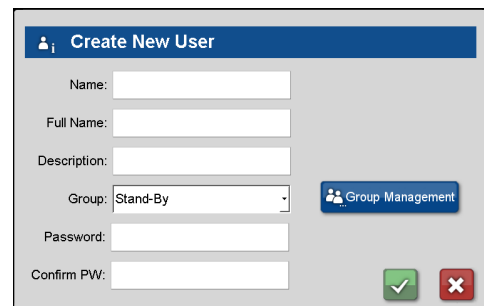 Create New User
Name:
Full Name:
Description:
Group: Stand-By
Group Management
Password:
Confirm PW: